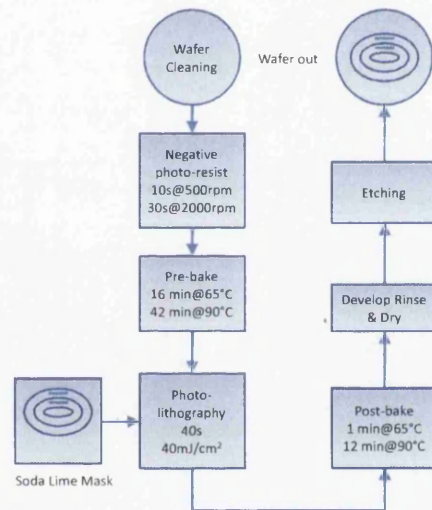 Wafer
Cleaning
Negative
photo-resist
10s@500rpm
30s@2000rpm
Pre-bake
16 min@65°C
42 min@90°C
Soda Lime Mask
Photo-
lithography
40s
40mJ/cm²
Post-bake
1 min@65°C
12 min@90°C
Develop Rinse
& Dry
Etching
Wafer out